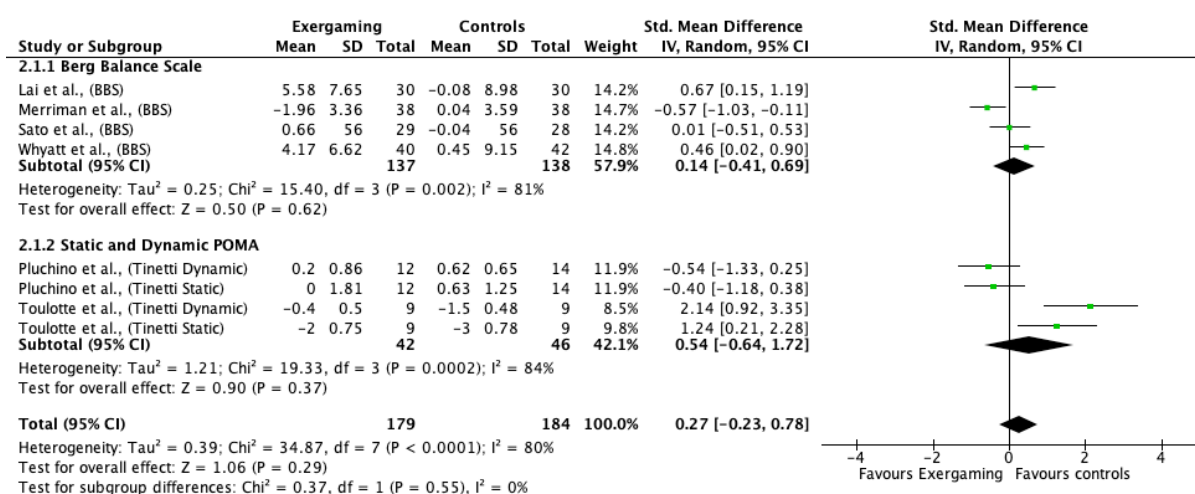 Exergaming Controls Std. Mean Difference Std. Mean Difference
Study or Subgroup Mean SD Total Mean SD Total Weight IV, Random, 95% CI IV, Random, 95% CI
2.1.1 Berg Balance Scale
Lai et al., (BBS) 5.58 7.65 30 -0.08 8.98 30 14.2% 0.67 [0.15, 1.19]
Merriman et al., (BBS) -1.96 3.36 38 0.04 3.59 38 14.7% -0.57 [-1.03, -0.11]
Sato et al., (BBS) 0.66 56 29 -0.04 56 28 14.2% 0.01 [-0.51, 0.53]
Whyatt et al., (BBS) 4.17 6.62 40 0.45 9.15 42 14.8% 0.46 [0.02, 0.90]
Subtotal (95% CI) 137 138 57.9% 0.14 [-0.41, 0.69]
Heterogeneity: Tau² = 0.25; Chi² = 15.40, df = 3 (P = 0.002); I² = 81%
Test for overall effect: Z = 0.50 (P = 0.62)
2.1.2 Static and Dynamic POMA
Pluchino et al., (Tinetti Dynamic) 0.2 0.86 12 0.62 0.65 14 11.9% -0.54 [-1.33, 0.25]
Pluchino et al., (Tinetti Static) 0 1.81 12 0.63 1.25 14 11.9% -0.40 [-1.18, 0.38]
Toulotte et al., (Tinetti Dynamic) -0.4 0.5 9 -1.5 0.48 9 8.5% 2.14 [0.92, 3.35]
Toulotte et al., (Tinetti Static) -2 0.75 9 -3 0.78 9 9.8% 1.24 [0.21, 2.28]
Subtotal (95% CI) 42 46 42.1% 0.54 [-0.64, 1.72]
Heterogeneity: Tau² = 1.21; Chi² = 19.33, df = 3 (P = 0.0002); I² = 84%
Test for overall effect: Z = 0.90 (P = 0.37)
Total (95% CI) 179 184 100.0% 0.27 [-0.23, 0.78]
Heterogeneity: Tau² = 0.39; Chi² = 34.87, df = 7 (P < 0.0001); I² = 80%
Test for overall effect: Z = 1.06 (P = 0.29)
Test for subgroup differences: Chi² = 0.37, df = 1 (P = 0.55), I² = 0%
-4 -2 0 2 4
Favours Exergaming Favours controls